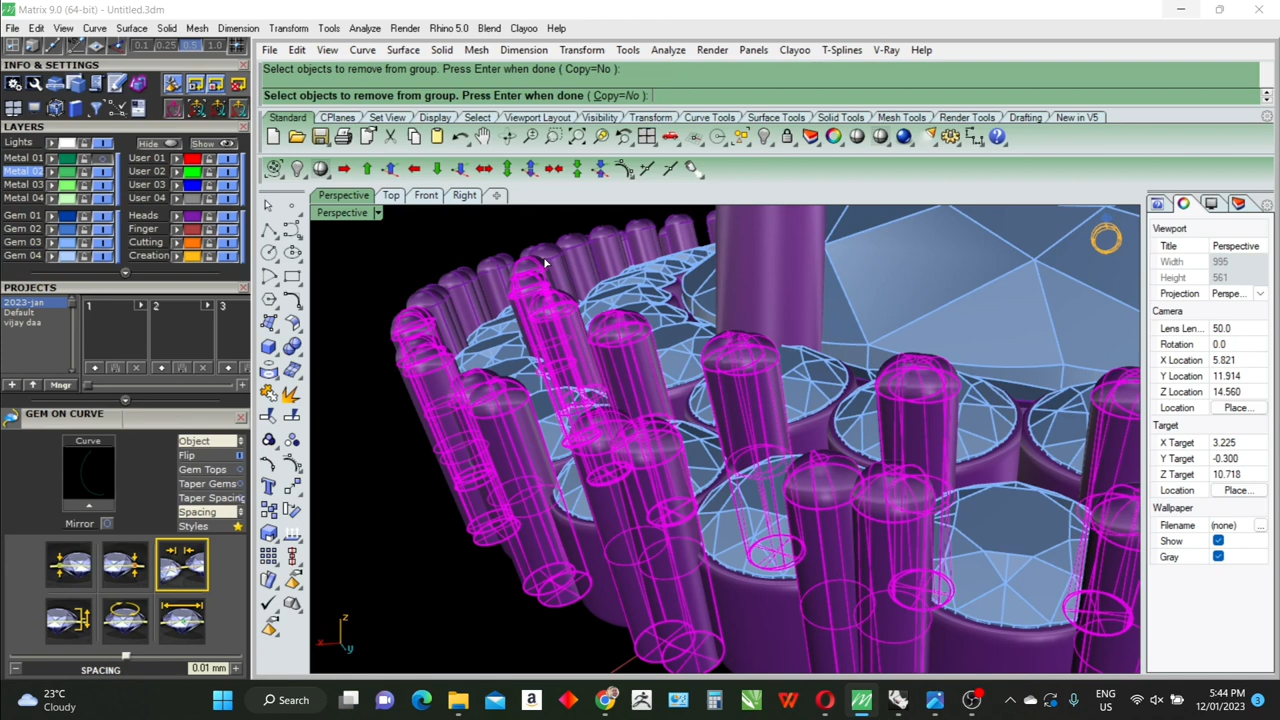 Matrix 9.0 (64-bit) - Untitled.3dm
File Edit View Curve Surface Solid Mesh Dimension Transform Tools Analyze Render Rhino 5.0 Blend Clayoo Help
0.1 0.25 0.5 1.0
INFO & SETTINGS
LAYERS
Lights Hide Show
Metal 01 User 01
Metal 02 User 02
Metal 03 User 03
Metal 04 User 04
Gem 01 Heads
Gem 02 Finger
Gem 03 Cutting
Gem 04 Creation
PROJECTS
2023-jan 1 2 3
Default
vijay daa
Mngr
GEM ON CURVE
Curve Object
Flip
Gem Tops
Taper Gems
Taper Spacing
Spacing
Mirror Styles
SPACING 0.01 mm
File Edit View Curve Surface Solid Mesh Dimension Transform Tools Analyze Render Panels Clayoo T-Splines V-Ray Help
Select objects to remove from group. Press Enter when done ( Copy=No ):
Select objects to remove from group. Press Enter when done ( Copy=No ):
Standard CPlanes Set View Display Select Viewport Layout Visibility Transform Curve Tools Surface Tools Solid Tools Mesh Tools Render Tools Drafting New in V5
Perspective Top Front Right
Perspective
z
x
y
Viewport
Title Perspective
Width 995
Height 561
Projection Perspe...
Camera
Lens Len... 50.0
Rotation 0.0
X Location 5.821
Y Location 11.914
Z Location 14.560
Location Place...
Target
X Target 3.225
Y Target -0.300
Z Target 10.718
Location Place...
Wallpaper
Filename (none) ...
Show
Gray
23°C
Cloudy
Search
ENG
US
5:44 PM
12/01/2023
3